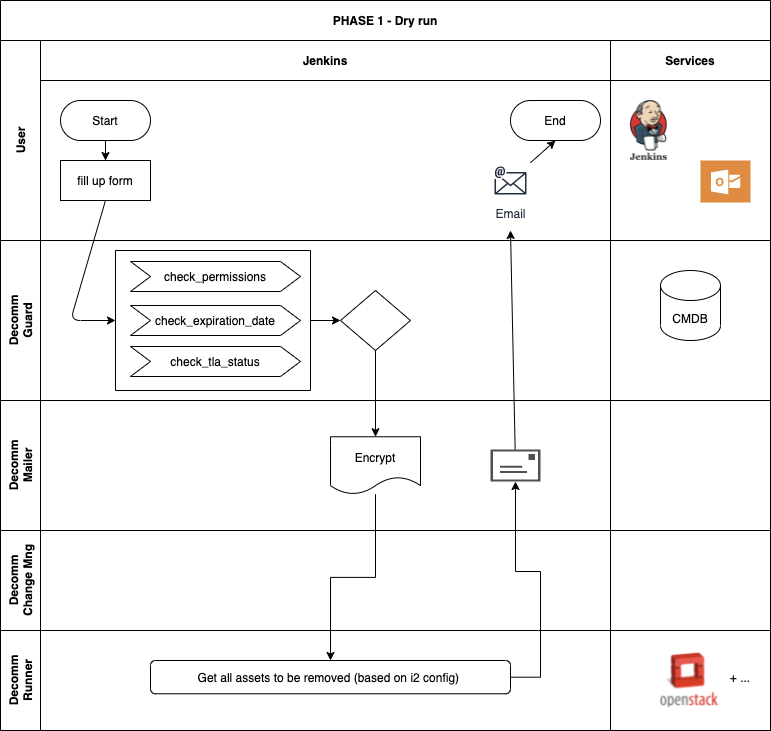 PHASE 1 - Dry run
Jenkins
Services
User
Start
End
Jenkins
fill up form
@
O
Email
Decomm
Guard
check_permissions
check_expiration_date
check_tla_status
CMDB
Decomm
Mailer
Encrypt
Decomm
Change Mng
Decomm
Runner
Get all assets to be removed (based on i2 config)
openstack
+ ...